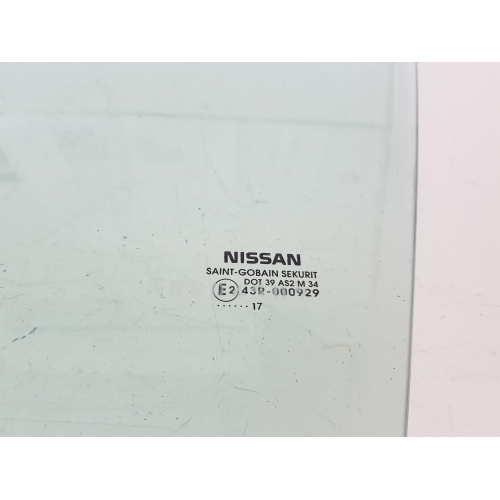 NISSAN
SAINT-GOBAIN SEKURIT
DOT 39 AS2 M 34
E2 43R-000929
...... 17